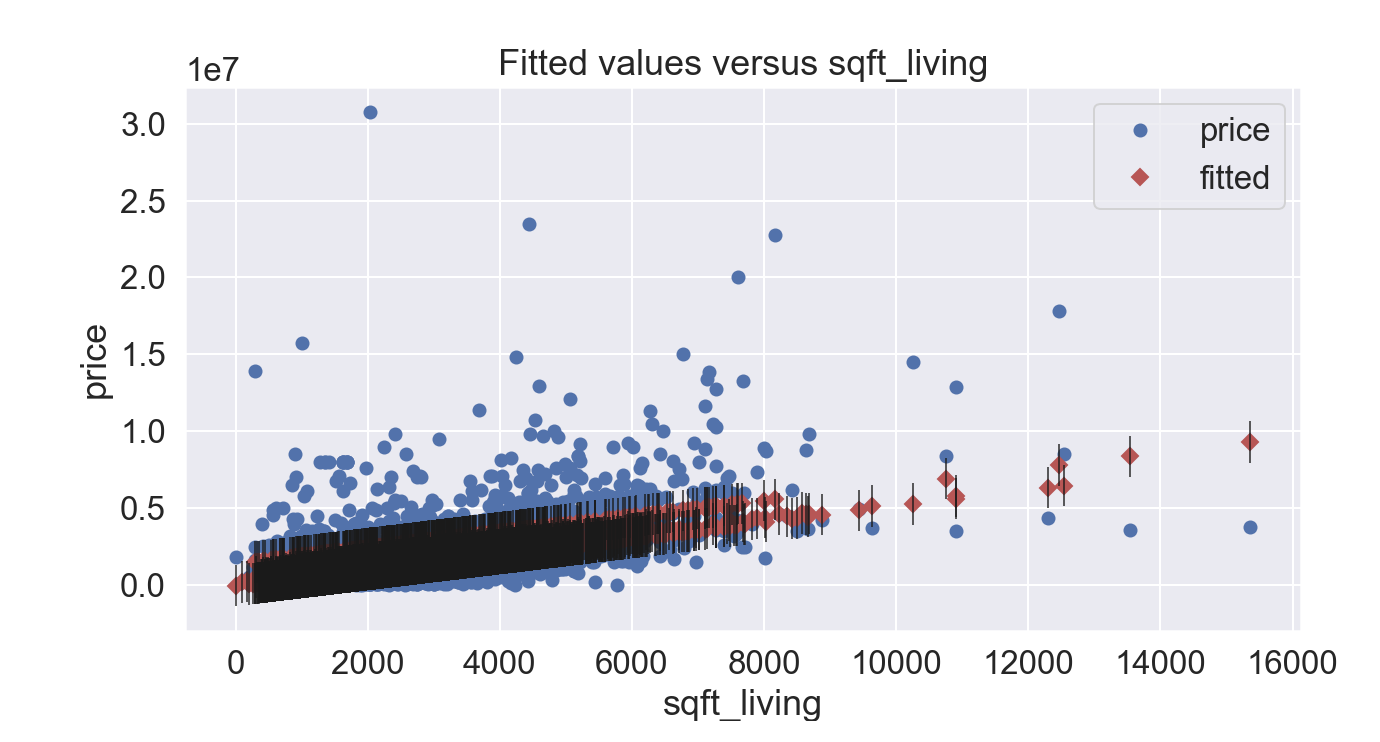 Fitted values versus sqft_living
1e7
price
fitted
3.0
2.5
2.0
1.5
1.0
0.5
0.0
price
0 2000 4000 6000 8000 10000 12000 14000 16000
sqft_living